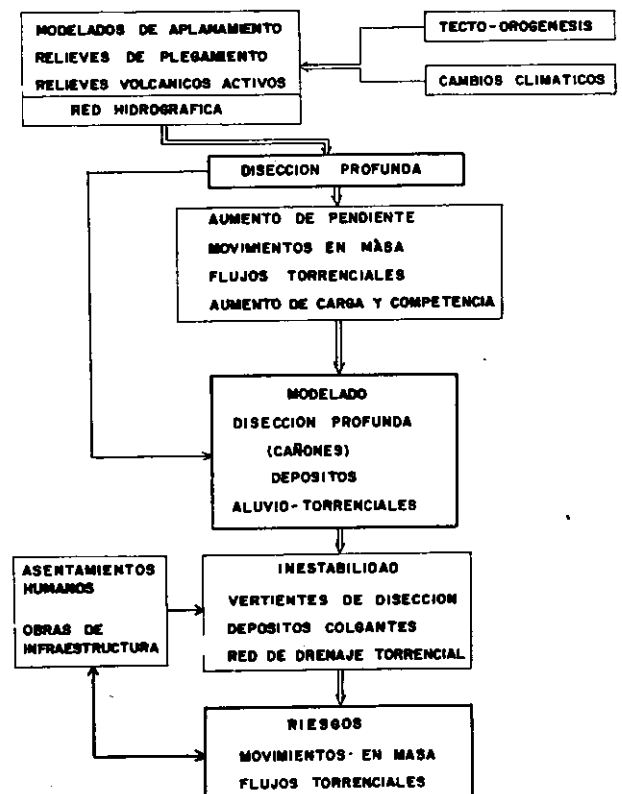 MODELADOS DE APLANAMIENTO
RELIEVES DE PLEGAMIENTO
RELIEVES VOLCANICOS ACTIVOS
RED HIDROGRAFICA
TECTO-OROGENESIS
CAMBIOS CLIMATICOS
DISECCION PROFUNDA
AUMENTO DE PENDIENTE
MOVIMIENTOS EN MÀSA
FLUJOS TORRENCIALES
AUMENTO DE CARGA Y COMPETENCIA
MODELADO
DISECCION PROFUNDA
(CAÑONES)
DEPOSITOS
ALUVIO-TORRENCIALES
ASENTAMIENTOS
HUMANOS
OBRAS DE
INFRAESTRUCTURA
INESTABILIDAD
VERTIENTES DE DISECCION
DEPOSITOS COLGANTES
RED DE DRENAJE TORRENCIAL
RIESGOS
MOVIMIENTOS- EN MASA
FLUJOS TORRENCIALES